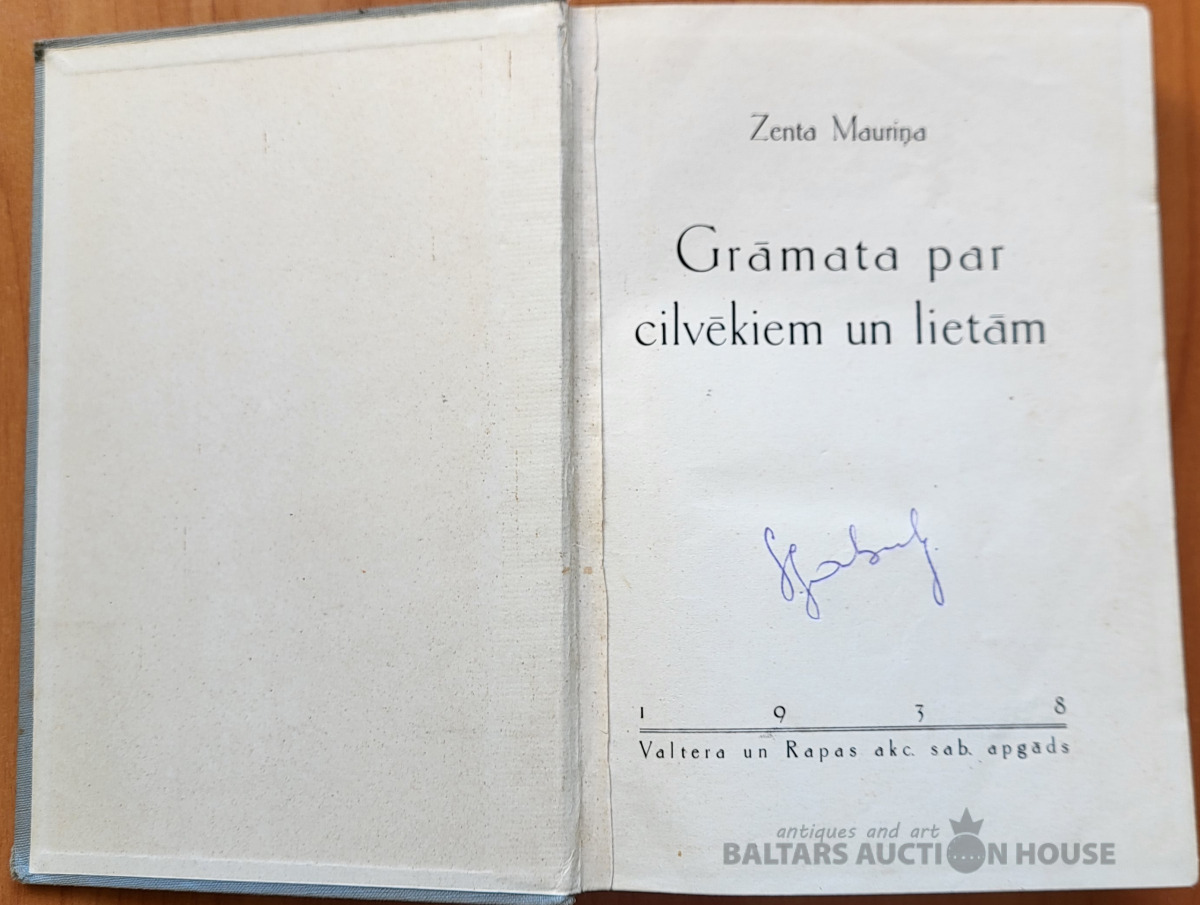 Zenta Mauriņa
Grāmata par
cilvēkiem un lietām
1 9 3 8
Valtera un Rapas akc. sab. apgāds
antiques and art
BALTARS AUCTION HOUSE